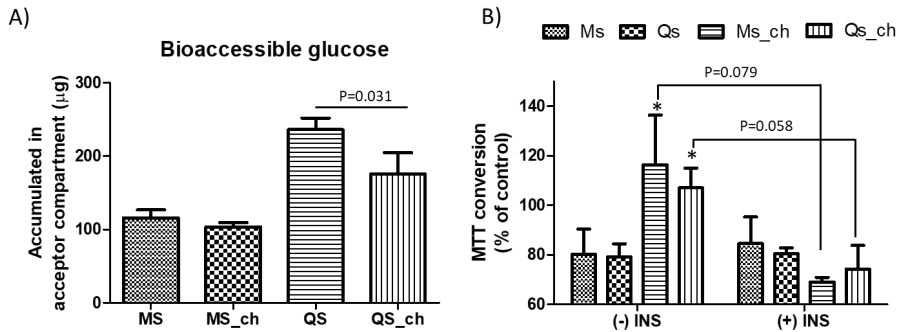 A)
Bioaccessible glucose
Accumulated in
acceptor compartment (μg)
300
200
100
0
P=0.031
MS
MS_ch
QS
QS_ch
B)
Ms
Qs
Ms_ch
Qs_ch
MTT conversion
(% of control)
140
120
100
80
60
P=0.079
*
P=0.058
*
(-) INS
(+) INS